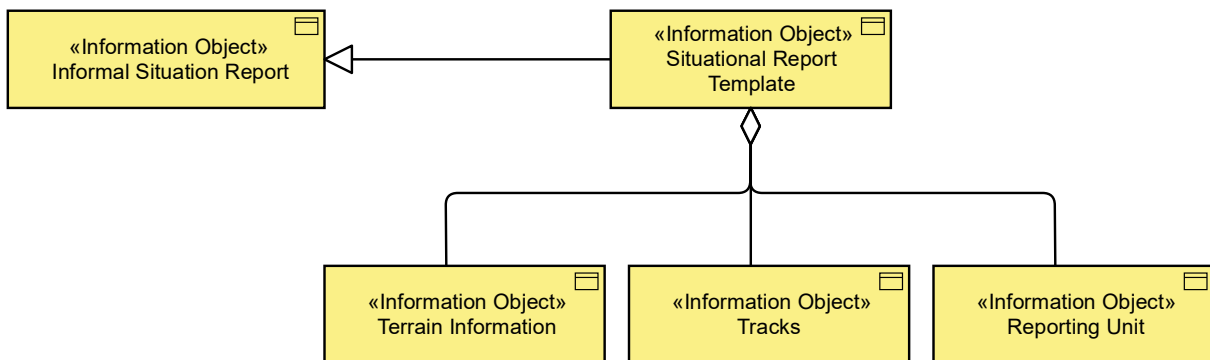 «Information Object»
Informal Situation Report
«Information Object»
Situational Report
Template
«Information Object»
Terrain Information
«Information Object»
Tracks
«Information Object»
Reporting Unit